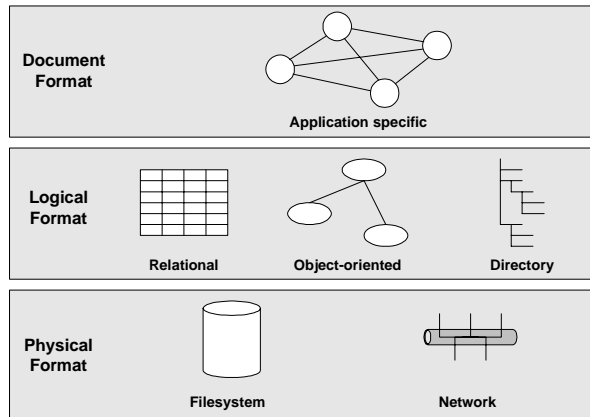 Document
Format
Application specific
Logical
Format
Relational
Object-oriented
Directory
Physical
Format
Filesystem
Network